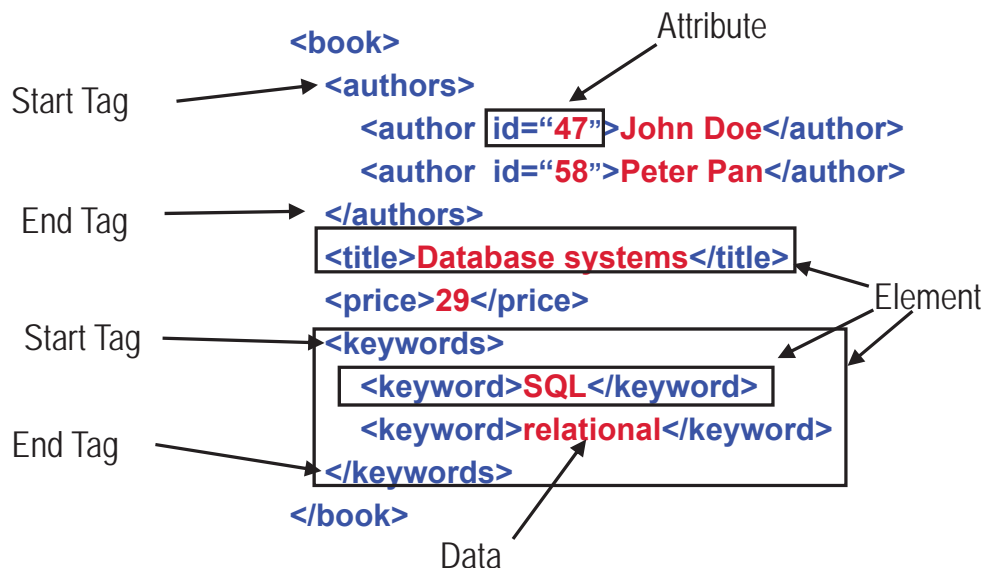 Attribute
<book>
Start Tag
<authors>
<author id=“47”>John Doe</author>
<author id=“58”>Peter Pan</author>
End Tag
</authors>
<title>Database systems</title>
Element
<price>29</price>
Start Tag
<keywords>
<keyword>SQL</keyword>
<keyword>relational</keyword>
End Tag
</keywords>
</book>
Data